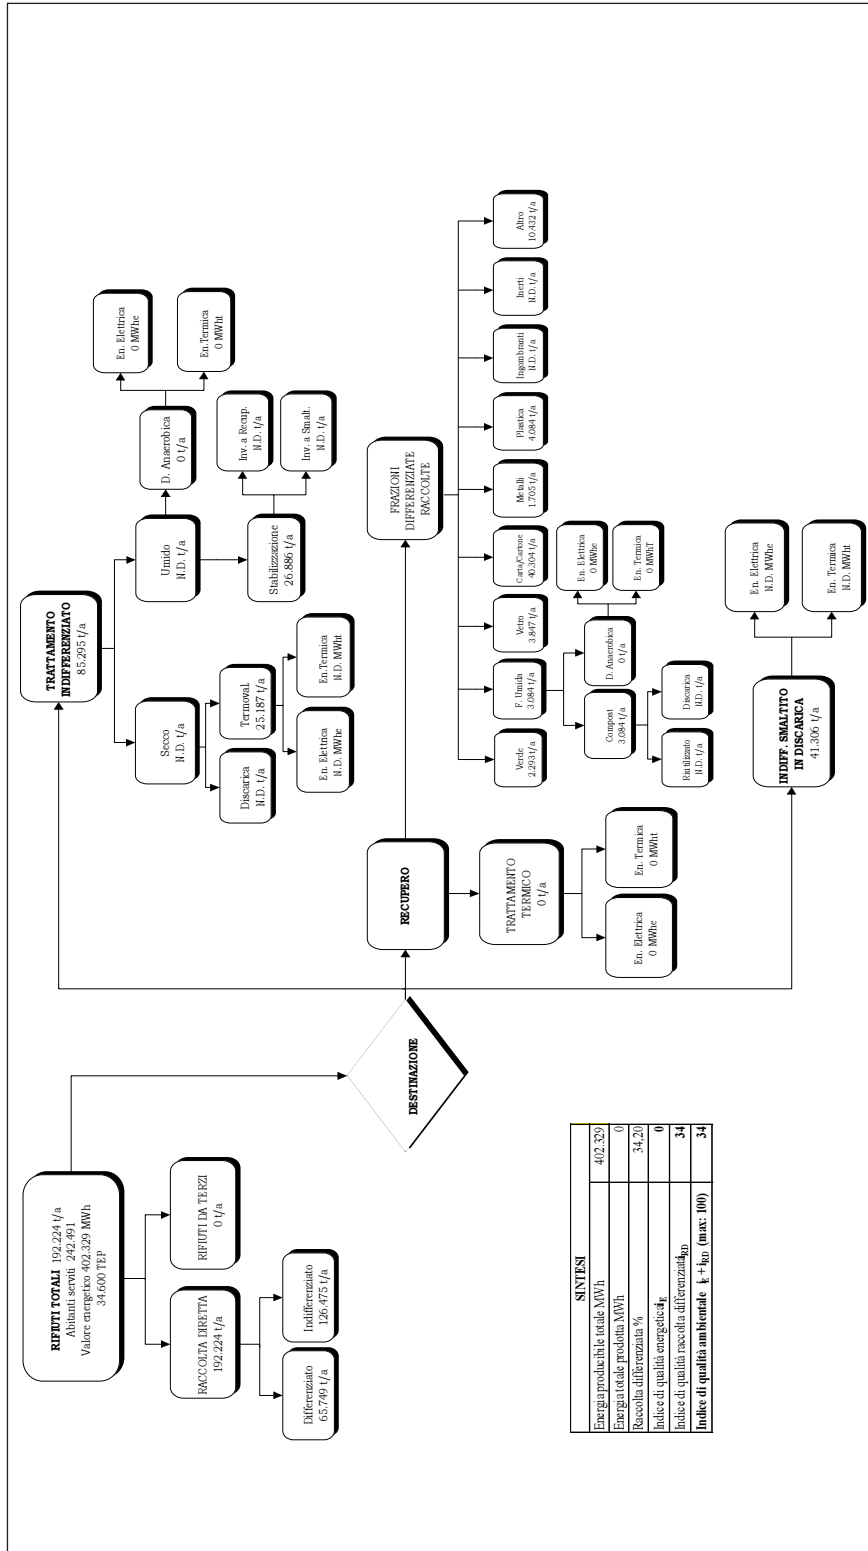 RIFIUTI TOTALI 192.224 t/a
Abitanti serviti 242.491
Valore energetico 402.329 MWh
34.600 TEP
RACCOLTA DIRETTA
192.224 t/a
RIFIUTI DA TERZI
0 t/a
Differenziato
65.749 t/a
Indifferenziato
126.475 t/a
DESTINAZIONE
TRATTAMENTO
INDIFFERENZIATO
85.295 t/a
Secco
N.D. t/a
Umido
N.D. t/a
Discarica
N.D. t/a
Termoval.
25.187 t/a
En. Elettrica
N.D. MWhe
En.Termica
N.D. MWht
D. Anaerobica
0 t/a
En. Elettrica
0 MWhe
En.Termica
0 MWht
Stabilizzazione
26.886 t/a
Inv. a Recup.
N.D. t/a
Inv. a Smalt.
N.D. t/a
RECUPERO
TRATTAMENTO
TERMICO
0 t/a
En. Elettrica
0 MWhe
En. Termica
0 MWht
FRAZIONI
DIFFERENZIATE
RACCOLTE
Verde
2.293 t/a
F. Umida
3.084 t/a
Vetro
3.847 t/a
Carta/Cartone
40.304 t/a
Metalli
1.705 t/a
Plastica
4.084 t/a
Ingombranti
N.D. t/a
Inerti
N.D. t/a
Altro
10.432 t/a
Compost
3.084 t/a
D. Anaerobica
0 t/a
Riutilizzato
N.D. t/a
Discarica
N.D. t/a
En. Elettrica
0 MWhe
En. Termica
0 MWhT
INDIFF. SMALTITO
IN DISCARICA
41.306 t/a
En. Elettrica
N.D. MWhe
En. Termica
N.D. MWht
SINTESI
Energia producibile totale MWh 402.329
Energia totale prodotta MWh 0
Raccolta differenziata % 34,20
Indice di qualità energetica iE 0
Indice di qualità raccolta differenziata iRD 34
Indice di qualità ambientale iE + iRD (max: 100) 34